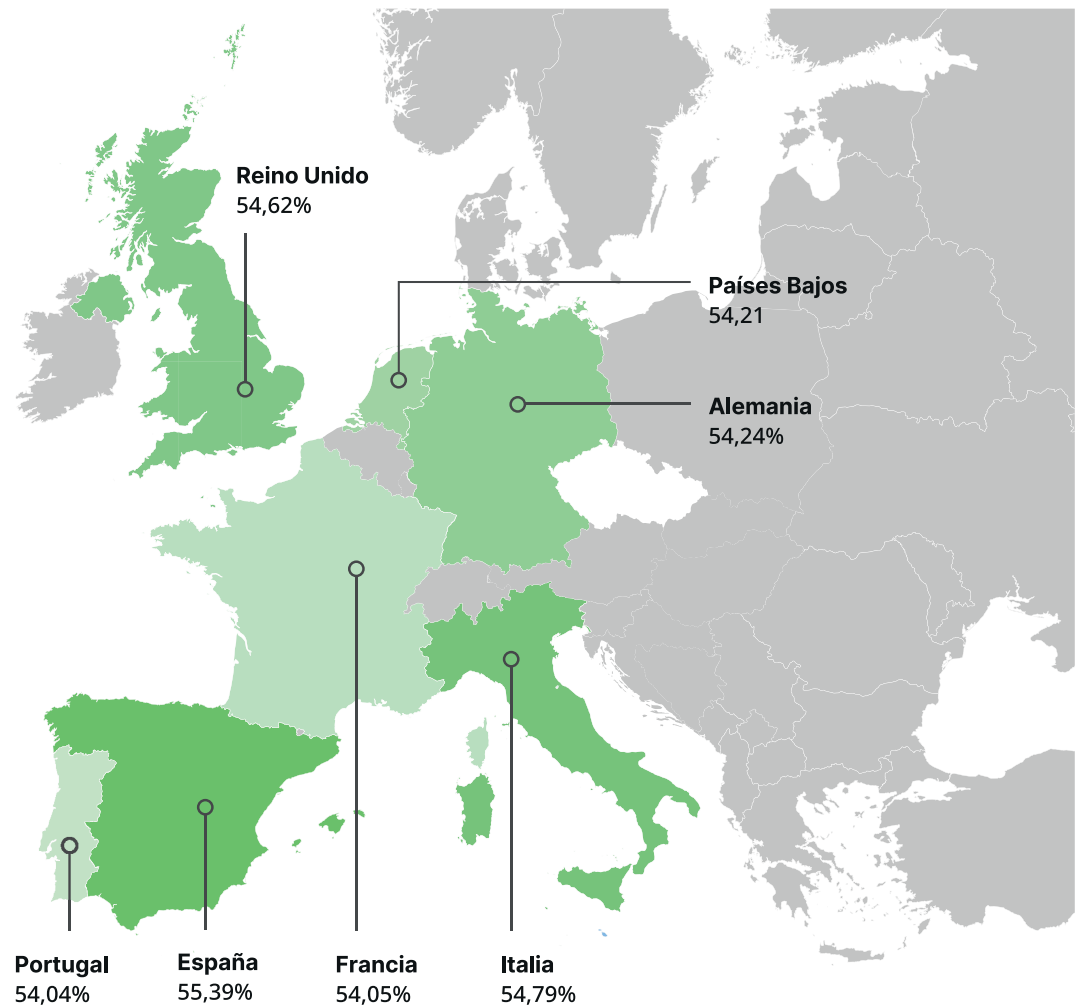 Reino Unido
54,62%
Países Bajos
54,21
Alemania
54,24%
Portugal
54,04%
España
55,39%
Francia
54,05%
Italia
54,79%